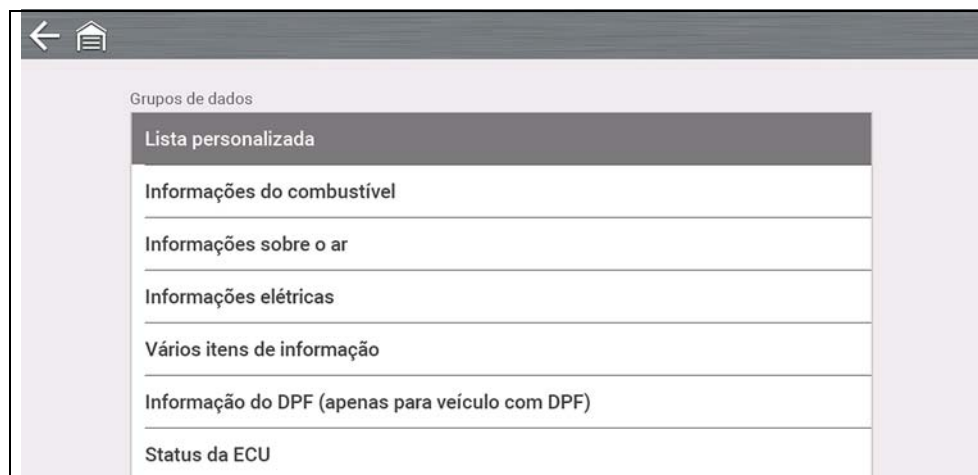 Grupos de dados
Lista personalizada
Informações do combustível
Informações sobre o ar
Informações elétricas
Vários itens de informação
Informação do DPF (apenas para veículo com DPF)
Status da ECU